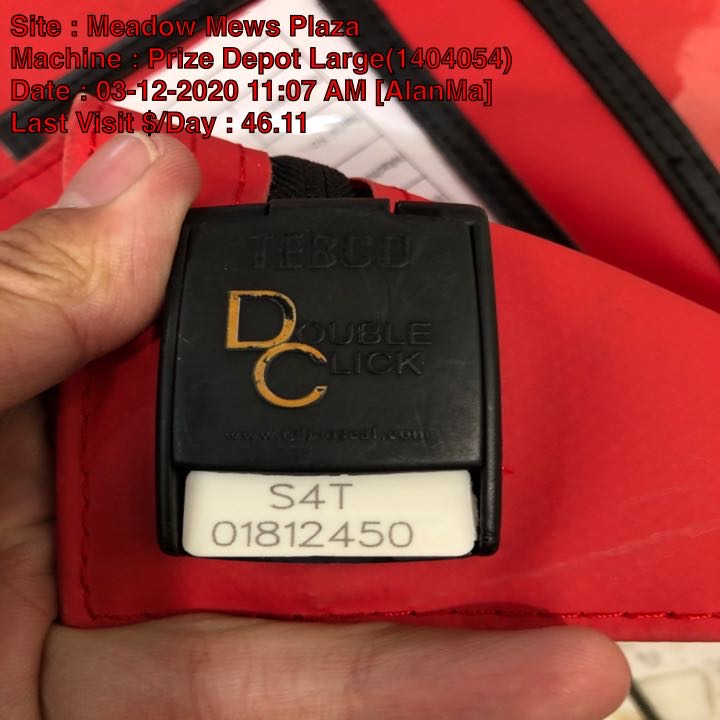 Site : Meadow Mews Plaza
Machine : Prize Depot Large(1404054)
Date : 03-12-2020 11:07 AM [AlanMa]
Last Visit $/Day : 46.11
TEBCO
DOUBLE
CLICK
S4T
01812450